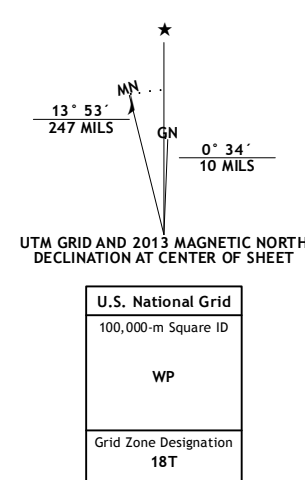 ★
MN
13° 53´
247 MILS
GN
0° 34´
10 MILS
UTM GRID AND 2013 MAGNETIC NORTH
DECLINATION AT CENTER OF SHEET
U.S. National Grid
100,000-m Square ID
WP
Grid Zone Designation
18T